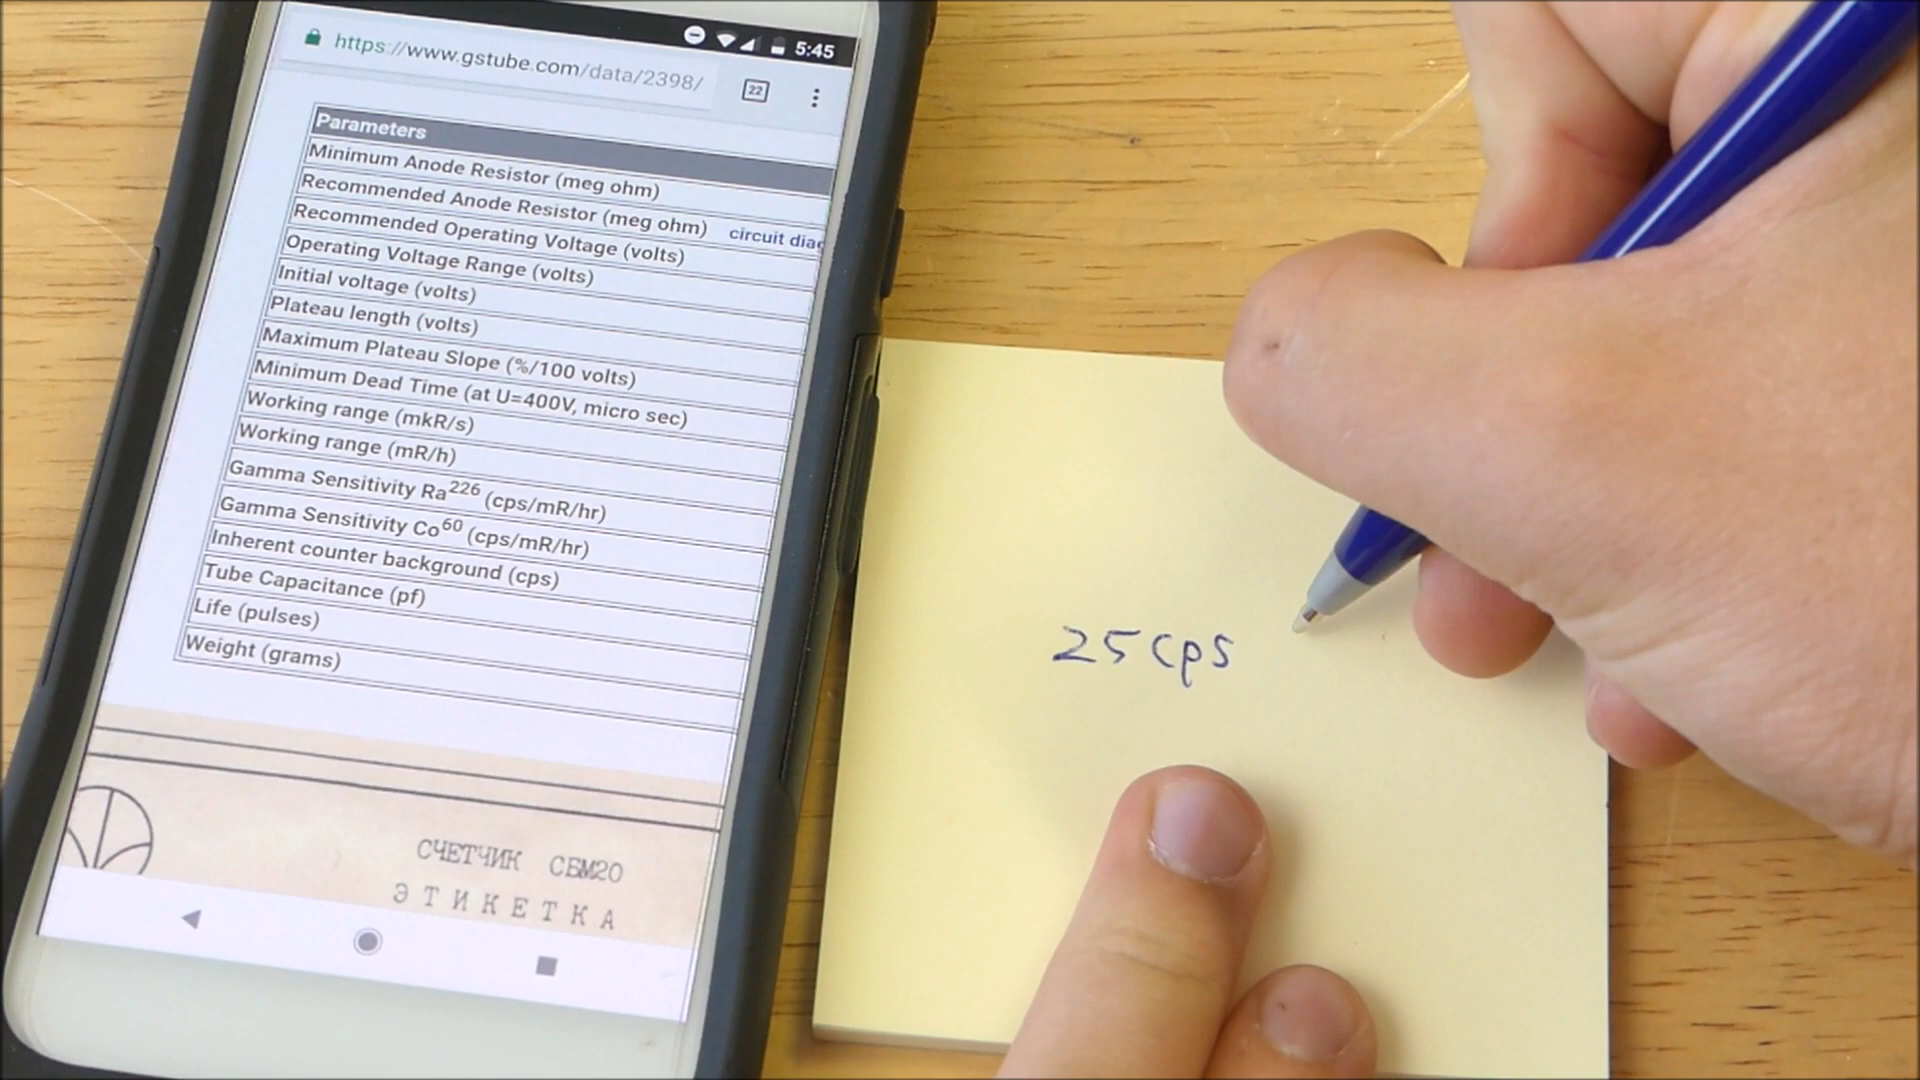 5:45
https://www.gstube.com/data/2398/
22
Parameters
Minimum Anode Resistor (meg ohm)
Recommended Anode Resistor (meg ohm)
circuit diag
Recommended Operating Voltage (volts)
Operating Voltage Range (volts)
Initial voltage (volts)
Plateau length (volts)
Maximum Plateau Slope (%/100 volts)
Minimum Dead Time (at U=400V, micro sec)
Working range (mkR/s)
Working range (mR/h)
Gamma Sensitivity Ra226 (cps/mR/hr)
Gamma Sensitivity Co60 (cps/mR/hr)
Inherent counter background (cps)
Tube Capacitance (pf)
Life (pulses)
Weight (grams)
СЧЕТЧИК СБМ20
ЭТИКЕТКА
25cps